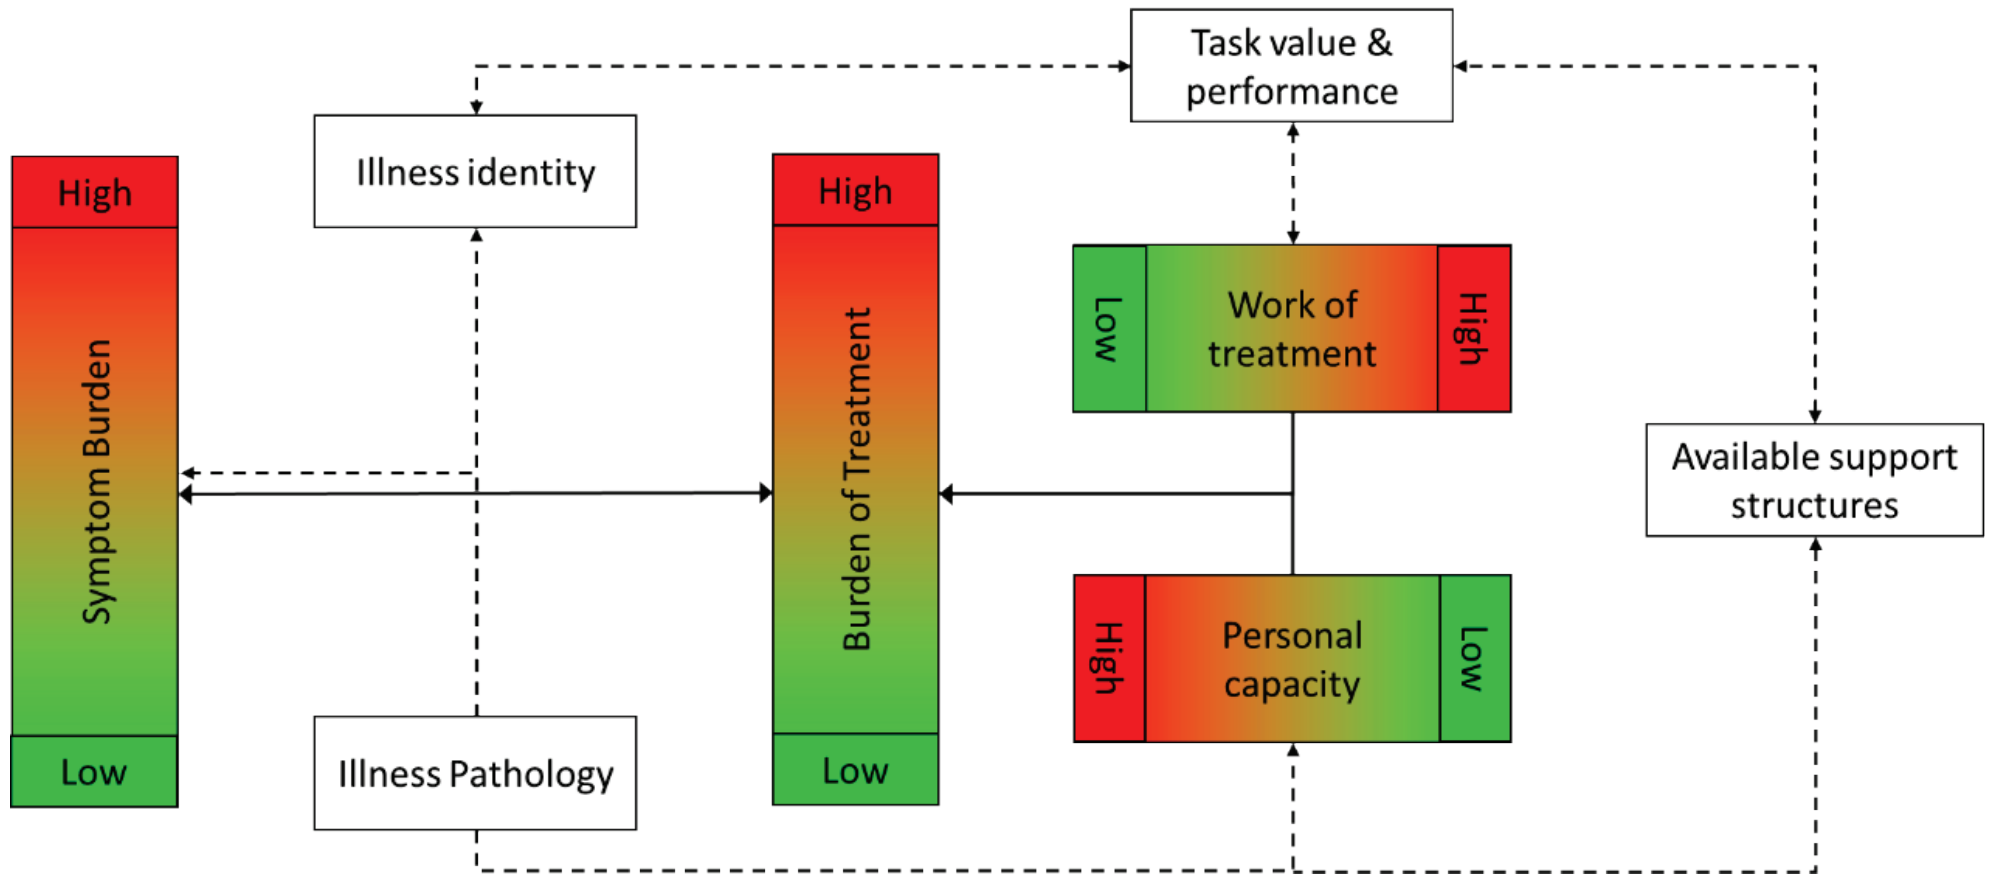 Task value &
performance
Illness identity
High
Symptom Burden
Low
High
Burden of Treatment
Low
Low
Work of
treatment
High
Available support
structures
High
Personal
capacity
Low
Illness Pathology